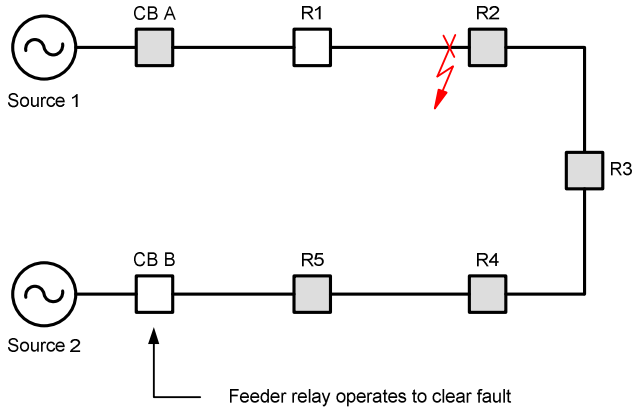 CB A
R1
R2
Source 1
R3
CB B
R5
R4
Source 2
Feeder relay operates to clear fault